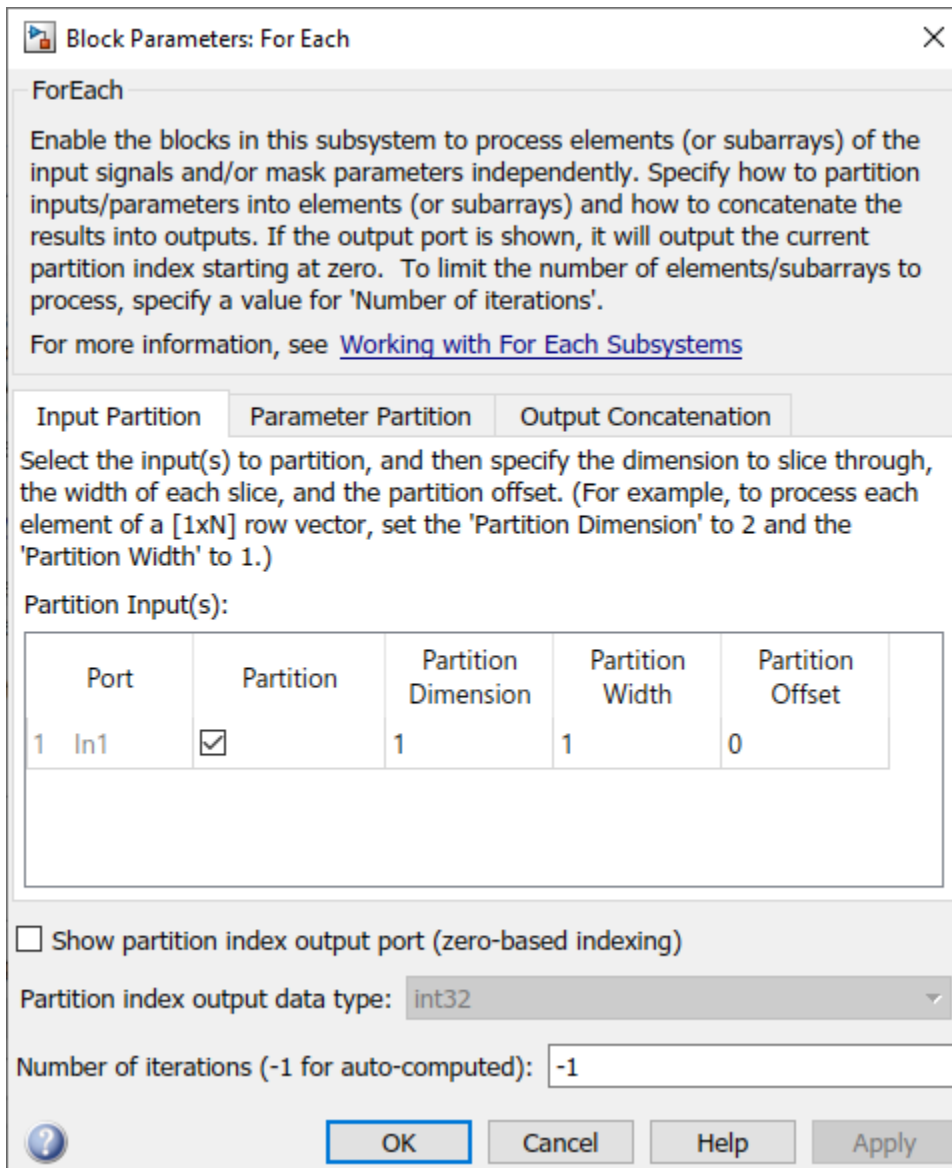 Block Parameters: For Each
ForEach
Enable the blocks in this subsystem to process elements (or subarrays) of the
input signals and/or mask parameters independently. Specify how to partition
inputs/parameters into elements (or subarrays) and how to concatenate the
results into outputs. If the output port is shown, it will output the current
partition index starting at zero.  To limit the number of elements/subarrays to
process, specify a value for 'Number of iterations'.
For more information, see Working with For Each Subsystems
Input Partition Parameter Partition Output Concatenation
Select the input(s) to partition, and then specify the dimension to slice through,
the width of each slice, and the partition offset. (For example, to process each
element of a [1xN] row vector, set the 'Partition Dimension' to 2 and the
'Partition Width' to 1.)
Partition Input(s):
Port Partition Partition Dimension Partition Width Partition Offset
1 In1 1 1 0
Show partition index output port (zero-based indexing)
Partition index output data type: int32
Number of iterations (-1 for auto-computed): -1
? OK Cancel Help Apply